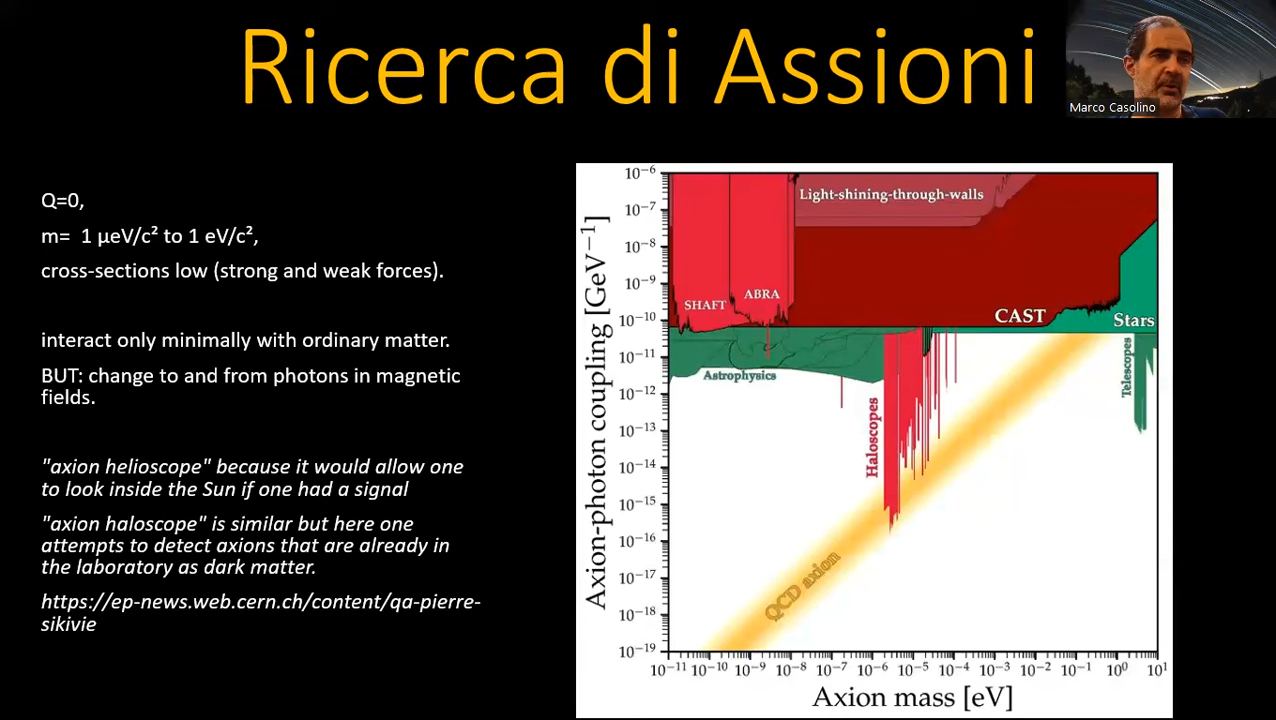 Ricerca di Assioni
Marco Casolino
Q=0,
m=  1 µeV/c² to 1 eV/c²,
cross-sections low (strong and weak forces).
interact only minimally with ordinary matter.
BUT: change to and from photons in magnetic
fields.
"axion helioscope" because it would allow one
to look inside the Sun if one had a signal
"axion haloscope" is similar but here one
attempts to detect axions that are already in
the laboratory as dark matter.
https://ep-news.web.cern.ch/content/qa-pierre-
sikivie
Axion-photon coupling [GeV⁻¹]
10⁻⁶
10⁻⁷
10⁻⁸
10⁻⁹
10⁻¹⁰
10⁻¹¹
10⁻¹²
10⁻¹³
10⁻¹⁴
10⁻¹⁵
10⁻¹⁶
10⁻¹⁷
10⁻¹⁸
10⁻¹⁹
Light-shining-through-walls
SHAFT
ABRA
CAST
Stars
Astrophysics
Haloscopes
Telescopes
QCD axion
10⁻¹¹ 10⁻¹⁰ 10⁻⁹ 10⁻⁸ 10⁻⁷ 10⁻⁶ 10⁻⁵ 10⁻⁴ 10⁻³ 10⁻² 10⁻¹ 10⁰ 10¹
Axion mass [eV]